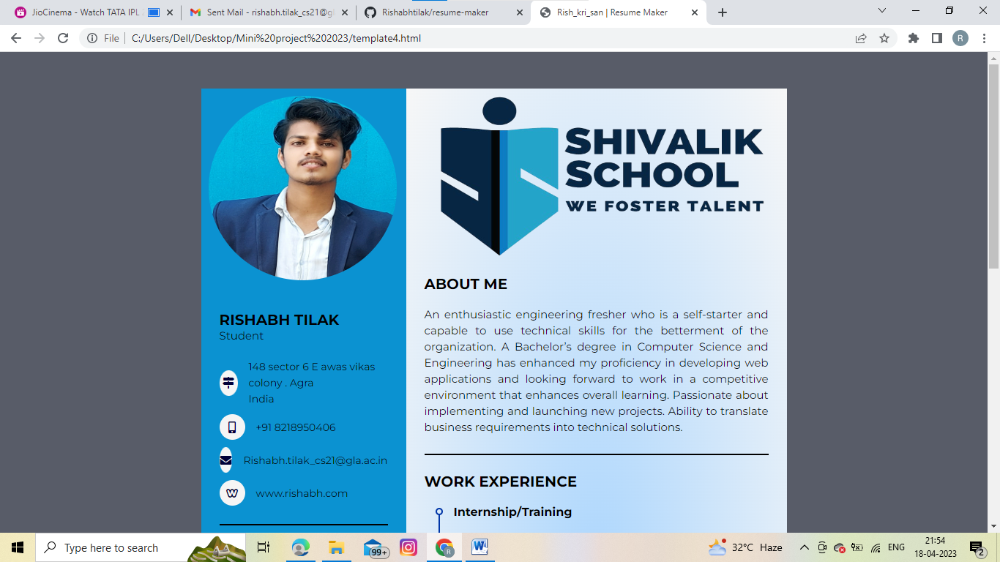 JioCinema - Watch TATA IPL
Sent Mail - rishabh.tilak_cs21@gl
Rishabhtilak/resume-maker
Rish_kri_san | Resume Maker
File
C:/Users/Dell/Desktop/Mini%20project%202023/template4.html
R
SHIVALIK
SCHOOL
WE FOSTER TALENT
RISHABH TILAK
Student
148 sector 6 E awas vikas
colony . Agra
India
+91 8218950406
Rishabh.tilak_cs21@gla.ac.in
www.rishabh.com
ABOUT ME
An enthusiastic engineering fresher who is a self-starter and
capable to use technical skills for the betterment of the
organization. A Bachelor’s degree in Computer Science and
Engineering has enhanced my proficiency in developing web
applications and looking forward to work in a competitive
environment that enhances overall learning. Passionate about
implementing and launching new projects. Ability to translate
business requirements into technical solutions.
WORK EXPERIENCE
Internship/Training
Type here to search
99+
R
W
32°C Haze
ENG
21:54
18-04-2023
2